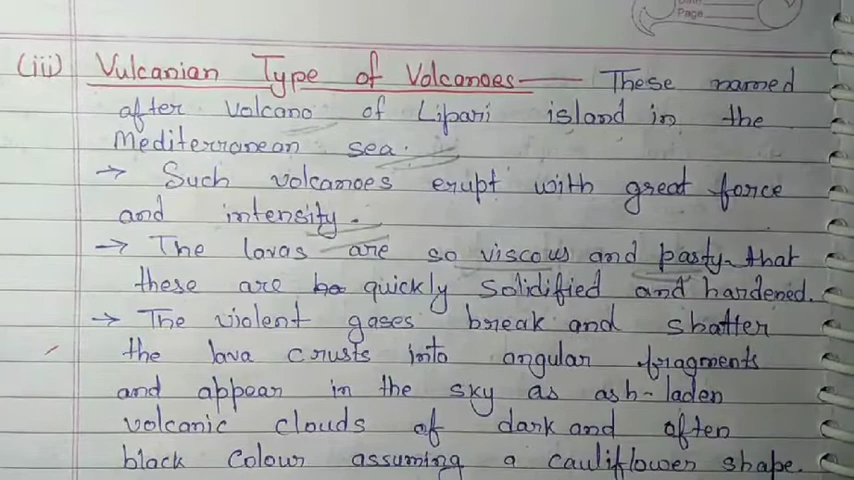 Page
(iii) Vulcanian Type of Volcanoes — These named
after volcano of Lipari island in the
Mediterranean sea.
→ Such volcanoes erupt with great force
and intensity.
→ The lavas are so viscous and pasty that
these are quickly solidified and hardened.
→ The violent gases break and shatter
the lava crusts into angular fragments
and appear in the sky as ash-laden
volcanic clouds of dark and often
black colour assuming a cauliflower shape.